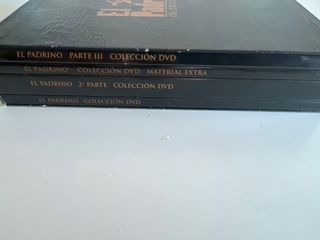 EL PADRINO PARTE III COLECCIÓN DVD
EL PADRINO COLECCIÓN DVD MATERIAL EXTRA
EL PADRINO 2ª PARTE COLECCIÓN DVD
EL PADRINO COLECCIÓN DVD